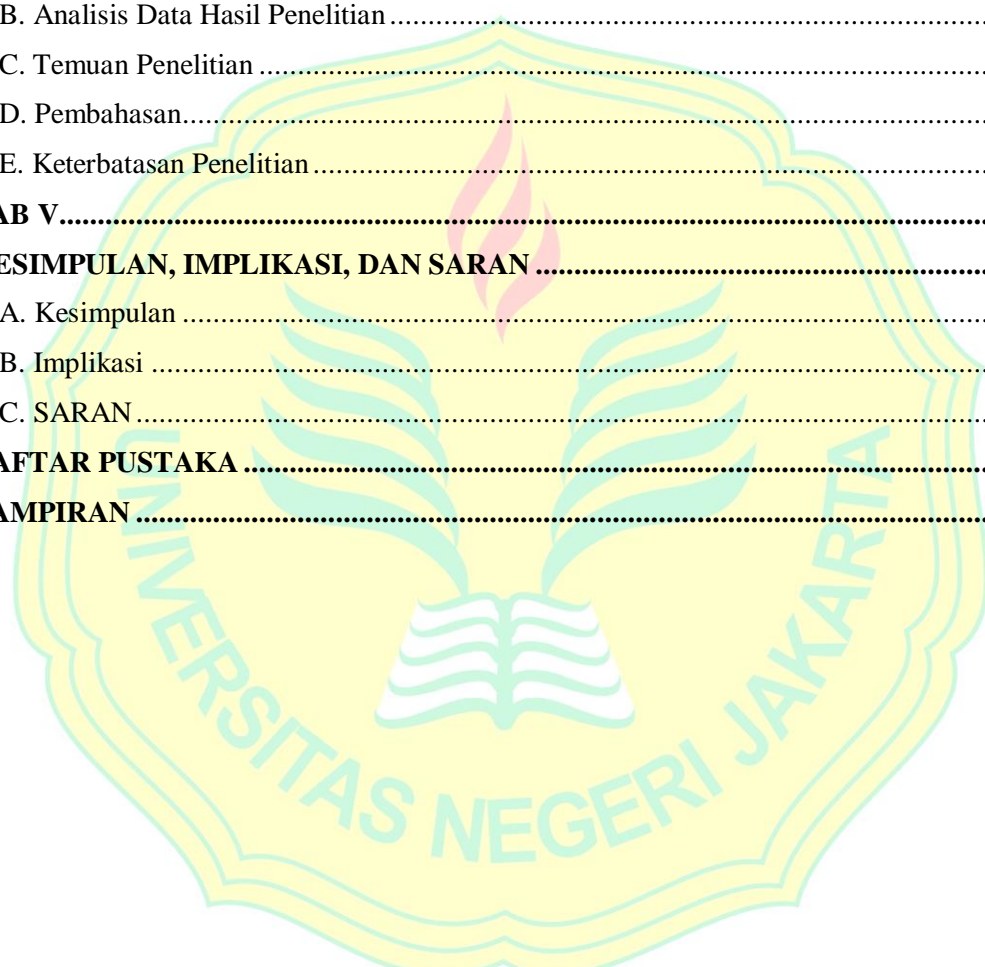 B. Analisis Data Hasil Penelitian ........................................................
C. Temuan Penelitian ........................................................
D. Pembahasan........................................................
E. Keterbatasan Penelitian ........................................................
AB V........................................................
ESIMPULAN, IMPLIKASI, DAN SARAN ........................................................
A. Kesimpulan ........................................................
B. Implikasi ........................................................
C. SARAN ........................................................
AFTAR PUSTAKA ........................................................
AMPIRAN ........................................................
UNIVERSITAS NEGERI JAKARTA